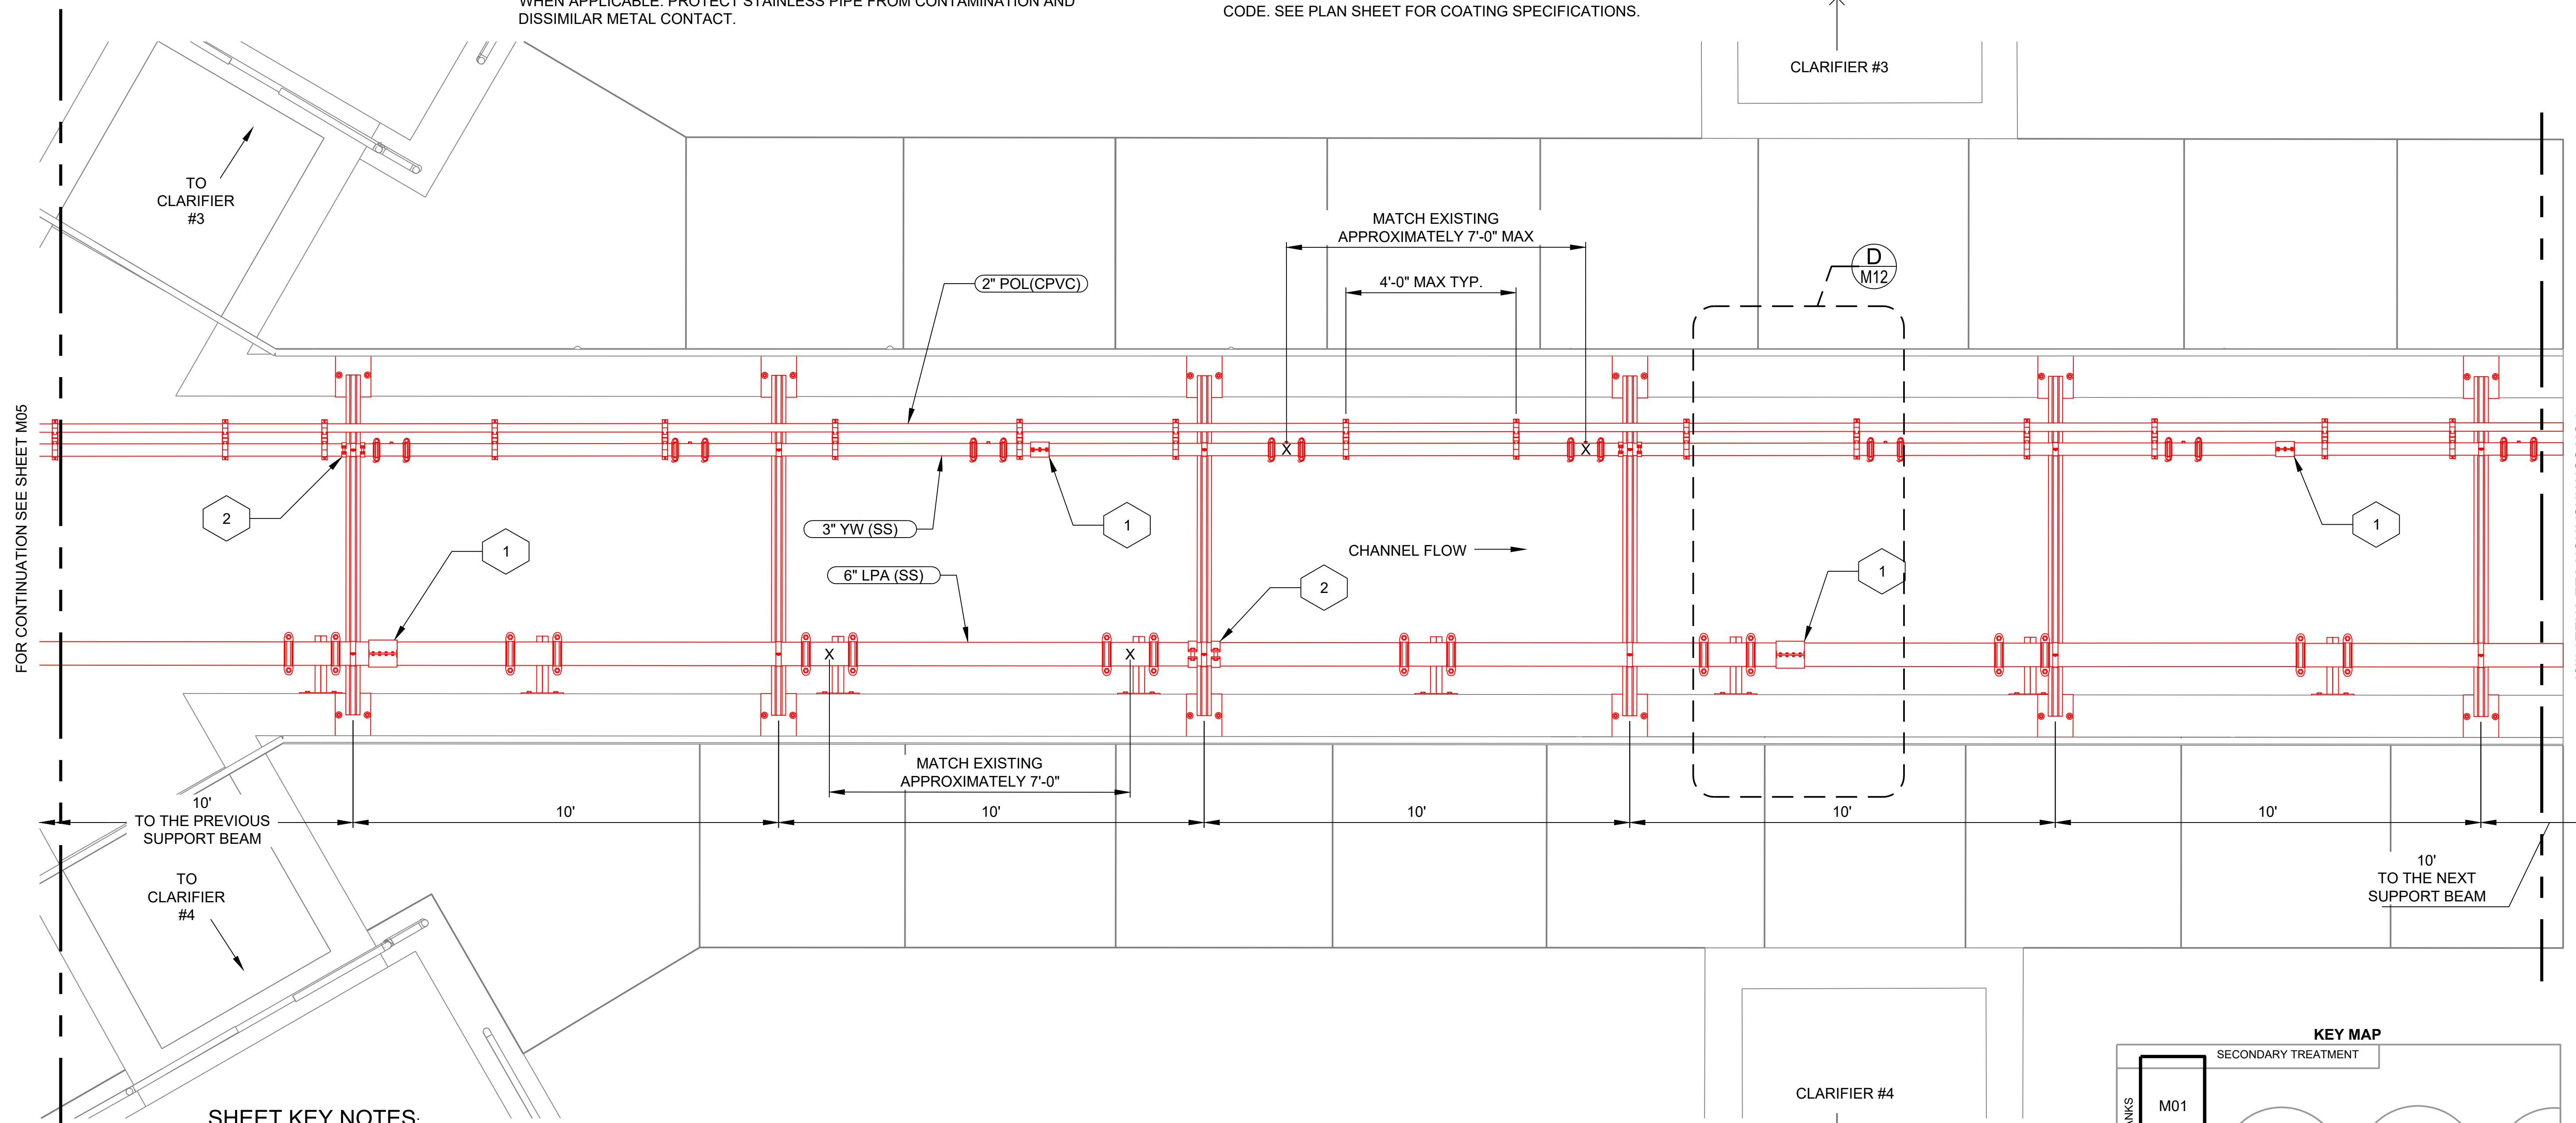 WHEN APPLICABLE. PROTECT STAINLESS PIPE FROM CONTAMINATION AND
DISSIMILAR METAL CONTACT.
CODE. SEE PLAN SHEET FOR COATING SPECIFICATIONS.
CLARIFIER #3
TO
CLARIFIER
#3
MATCH EXISTING
APPROXIMATELY 7'-0" MAX
4'-0" MAX TYP.
D
M12
2" POL(CPVC)
FOR CONTINUATION SEE SHEET M05
X
X
2
1
3" YW (SS)
1
1
CHANNEL FLOW
6" LPA (SS)
2
1
X
X
MATCH EXISTING
APPROXIMATELY 7'-0"
10'
TO THE PREVIOUS
SUPPORT BEAM
10'
10'
10'
10'
10'
10'
TO THE NEXT
SUPPORT BEAM
TO
CLARIFIER
#4
CLARIFIER #4
KEY MAP
SECONDARY TREATMENT
M01
ANKS
SHEET KEY NOTES: